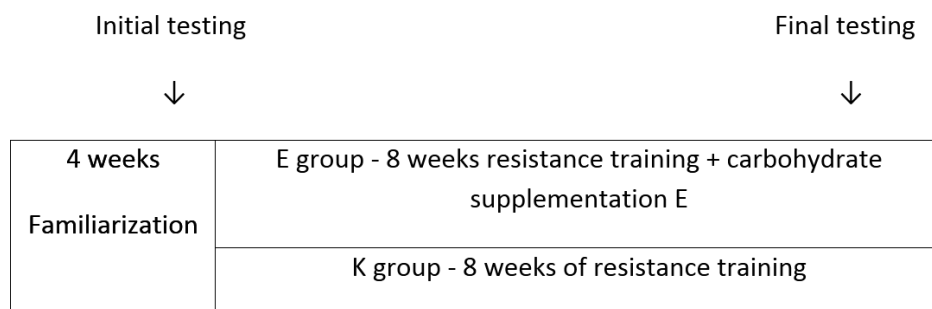 Initial testing
Final testing
↓
↓
4 weeks
Familiarization
E group - 8 weeks resistance training + carbohydrate
supplementation E
K group - 8 weeks of resistance training